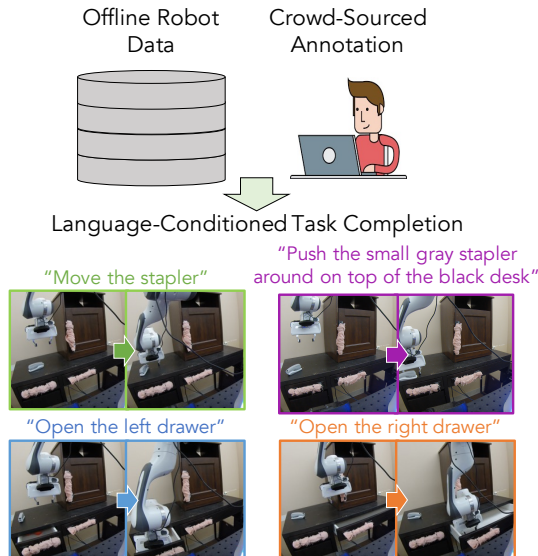 Offline Robot
Data
Crowd-Sourced
Annotation
Language-Conditioned Task Completion
“Move the stapler”
“Push the small gray stapler
around on top of the black desk”
“Open the left drawer”
“Open the right drawer”